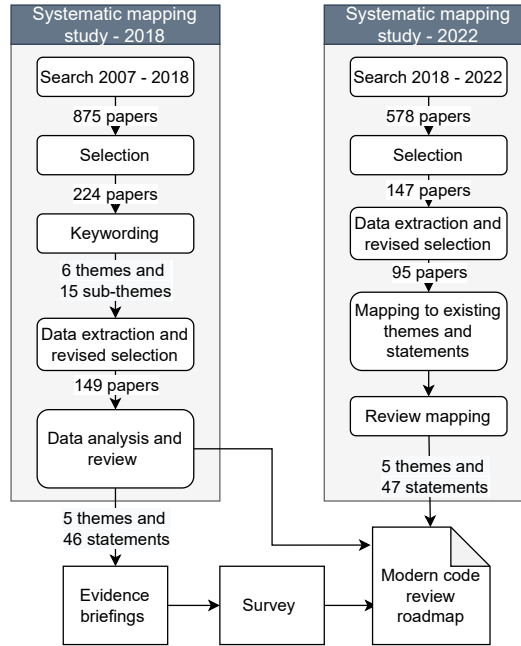 Systematic mapping
study - 2018
Search 2007 - 2018
875 papers
Selection
224 papers
Keywording
6 themes and
15 sub-themes
Data extraction and
revised selection
149 papers
Data analysis and
review
5 themes and
46 statements
Evidence
briefings
Survey
Systematic mapping
study - 2022
Search 2018 - 2022
578 papers
Selection
147 papers
Data extraction and
revised selection
95 papers
Mapping to existing
themes and
statements
Review mapping
5 themes and
47 statements
Modern code
review
roadmap